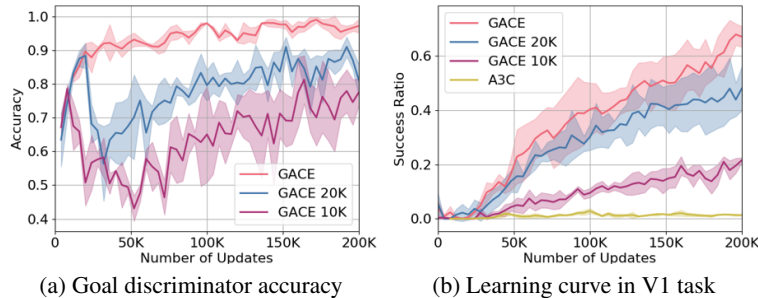 1.0
0.9
0.8
0.7
0.6
0.5
0.4
Accuracy
GACE
GACE 20K
GACE 10K
0 50K 100K 150K 200K
Number of Updates
(a) Goal discriminator accuracy
0.6
0.4
0.2
0.0
Success Ratio
GACE
GACE 20K
GACE 10K
A3C
0 50K 100K 150K 200K
Number of Updates
(b) Learning curve in V1 task